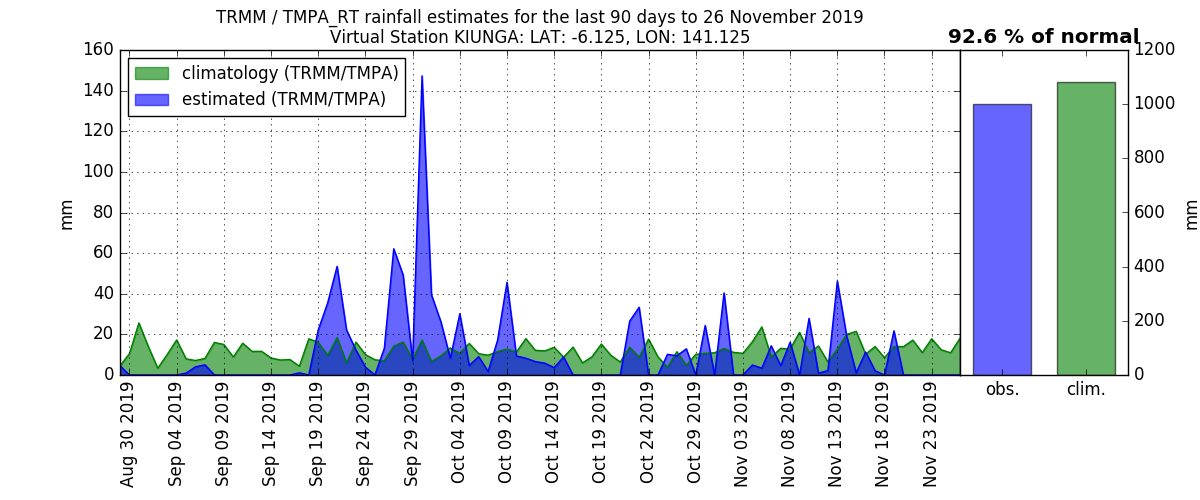 TRMM / TMPA_RT rainfall estimates for the last 90 days to 26 November 2019
Virtual Station KIUNGA: LAT: -6.125, LON: 141.125
92.6 % of normal
climatology (TRMM/TMPA)
estimated (TRMM/TMPA)
160
140
120
100
80
60
40
20
0
mm
Aug 30 2019
Sep 04 2019
Sep 09 2019
Sep 14 2019
Sep 19 2019
Sep 24 2019
Sep 29 2019
Oct 04 2019
Oct 09 2019
Oct 14 2019
Oct 19 2019
Oct 24 2019
Oct 29 2019
Nov 03 2019
Nov 08 2019
Nov 13 2019
Nov 18 2019
Nov 23 2019
1200
1000
800
600
400
200
0
mm
obs.
clim.